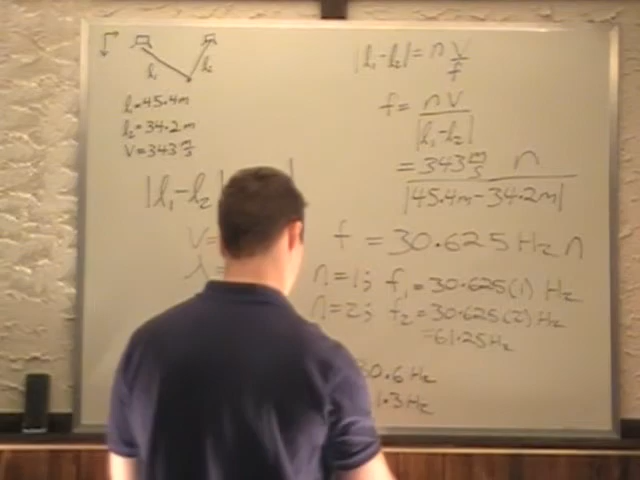 l₁ l₂
l₁=45.4m
l₂=34.2m
V=343 m/s
|l₁-l₂|
V=
λ=
|l₁-l₂| = n V/f
f = nV/|l₁-l₂|
= 343 m/s n/|45.4m-34.2m|
f = 30.625 Hz n
n=1; f₁=30.625(1) Hz
n=2; f₂=30.625(2) Hz
=61.25Hz
0.6 Hz
1.3 Hz